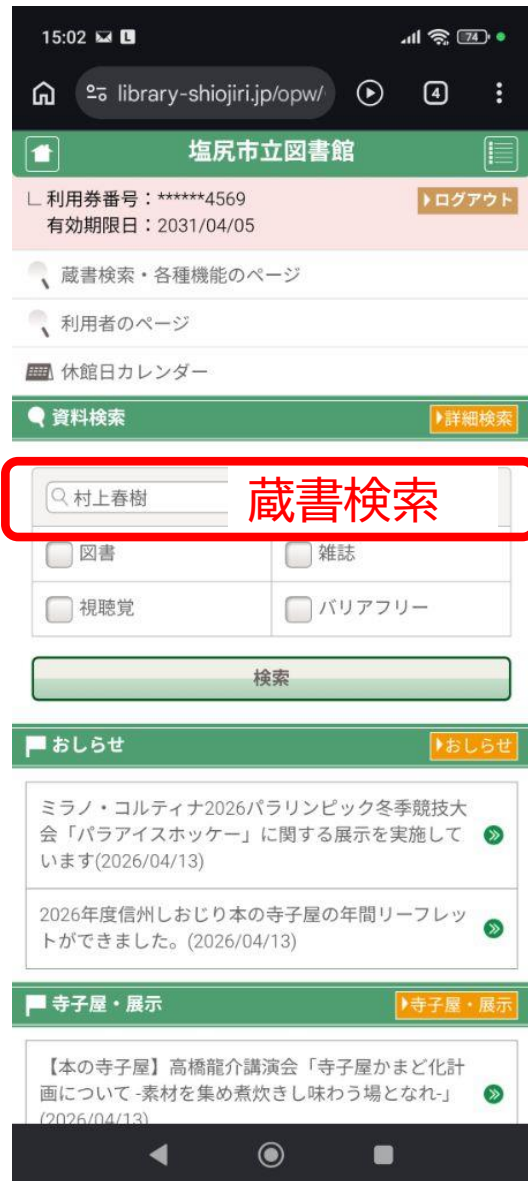 15:02
74
library-shiojiri.jp/opw/
4
塩尻市立図書館
利用券番号：******4569
ログアウト
有効期限日：2031/04/05
蔵書検索・各種機能のページ
利用者のページ
休館日カレンダー
資料検索
詳細検索
村上春樹
蔵書検索
図書
雑誌
視聴覚
バリアフリー
検索
おしらせ
おしらせ
ミラノ・コルティナ2026パラリンピック冬季競技大
会「パラアイスホッケー」に関する展示を実施して
います(2026/04/13)
2026年度信州しおじり本の寺子屋の年間リーフレッ
トができました。(2026/04/13)
寺子屋・展示
寺子屋・展示
【本の寺子屋】高橋龍介講演会「寺子屋かまど化計
画について -素材を集め煮炊きし味わう場となれ-」
(2026/04/13)